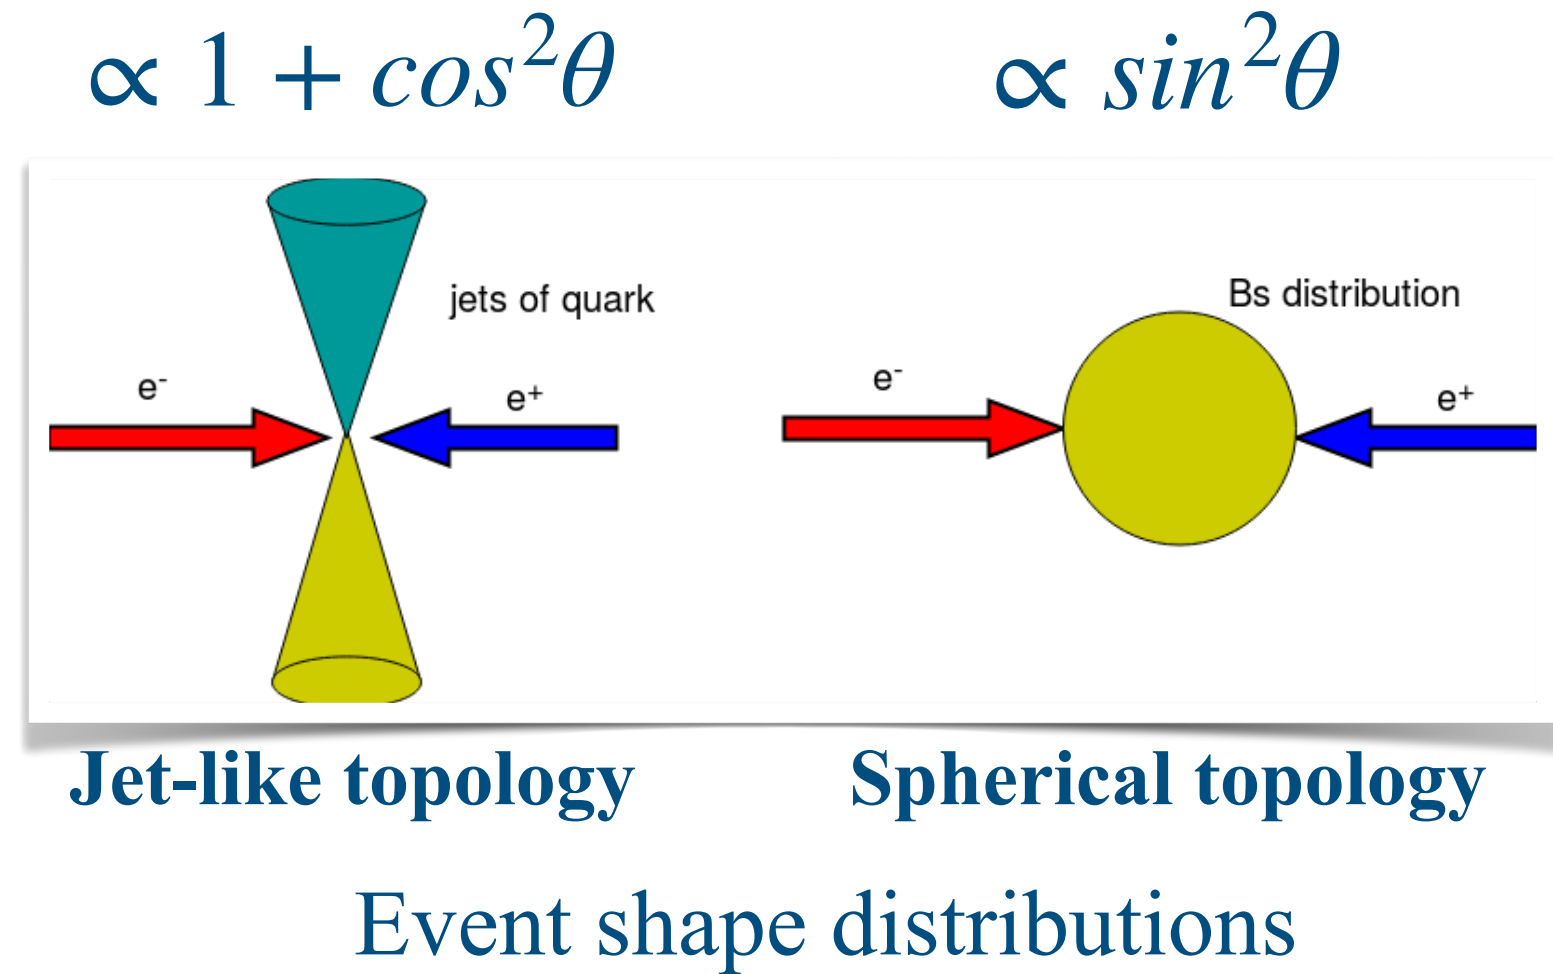 ∝ 1 + cos²θ
∝ sin²θ
jets of quark
e⁻
e⁺
Bs distribution
e⁻
e⁺
Jet-like topology
Spherical topology
Event shape distributions